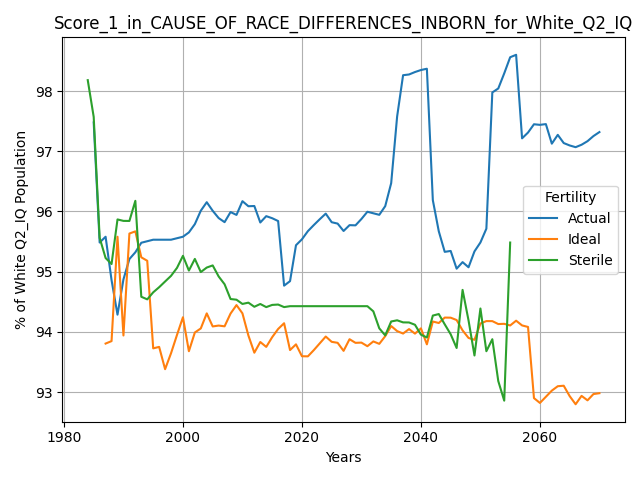 Score_1_in_CAUSE_OF_RACE_DIFFERENCES_INBORN_for_White_Q2_IQ
% of White Q2_IQ Population
98
97
96
95
94
93
Fertility
Actual
Ideal
Sterile
1980 2000 2020 2040 2060
Years